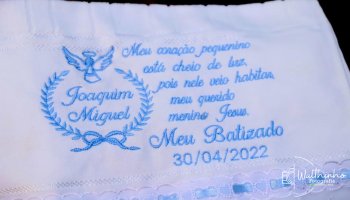 Joaquim
Miguel
Meu coração pequenino
está cheio de luz,
pois nele veio habitar,
meu querido
menino Jesus.
Meu Batizado
30/04/2022
Fotografia